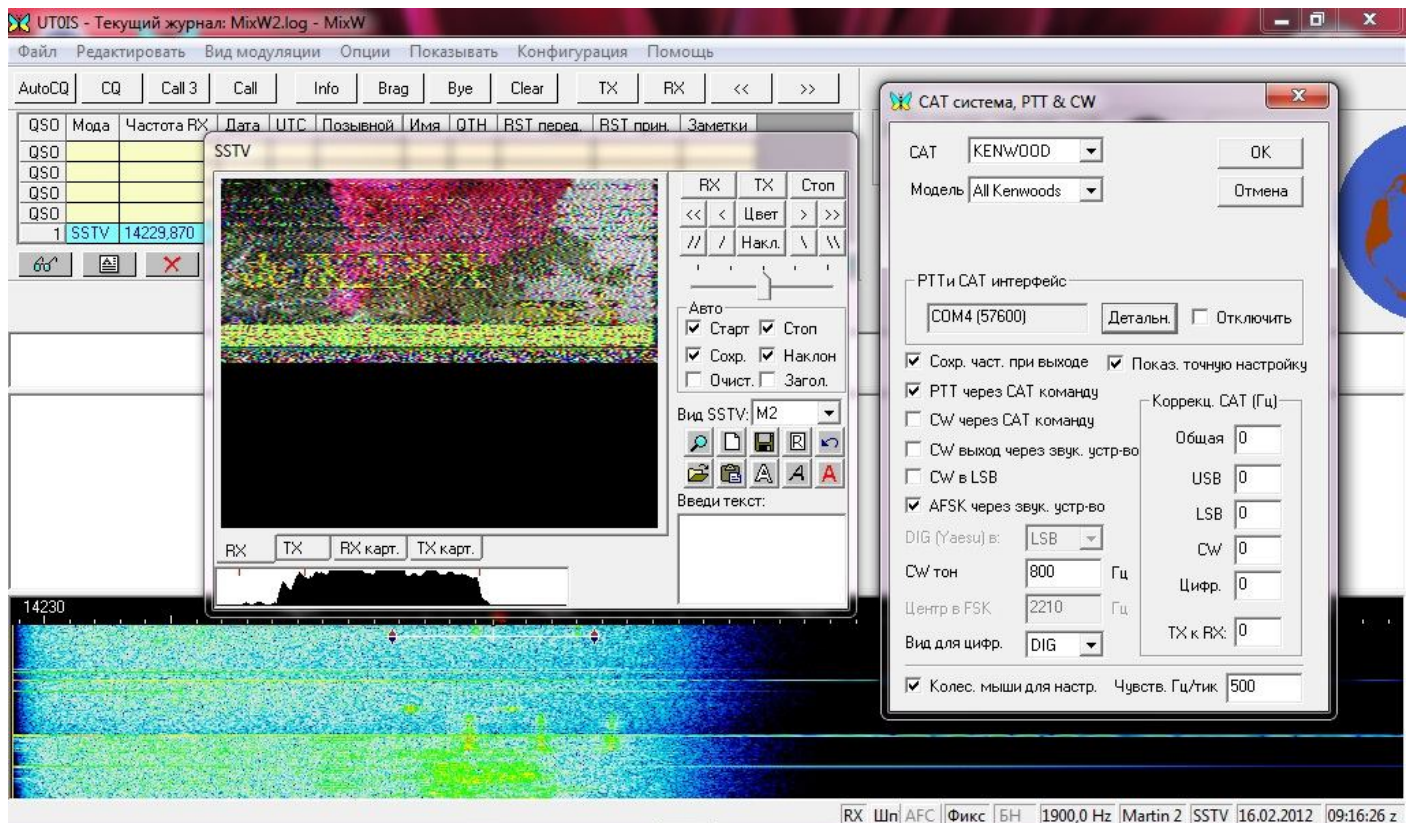 UT0IS - Текущий журнал: MixW2.log - MixW
Файл Редактировать Вид модуляции Опции Показывать Конфигурация Помощь
AutoCQ CQ Call 3 Call Info Brag Bye Clear TX RX << >>
QSO Мода Частота RX Дата UTC Позывной Имя QTH RST перед. RST прин. Заметки
QSO
QSO
QSO
QSO
1 SSTV 14229,870
SSTV
RX TX Стоп
<< < Цвет > >>
// / Накл. \ \\
Авто
Старт Стоп
Сохр. Наклон
Очист. Загол.
Вид SSTV: M2
R
A A A
Введи текст:
RX TX RX карт. TX карт.
14230
CAT система, PTT & CW
CAT KENWOOD OK
Модель All Kenwoods Отмена
PTTи CAT интерфейс
COM4 (57600) Детальн. Отключить
Сохр. част. при выходе Показ. точную настройку
PTT через CAT команду
CW через CAT команду
CW выход через звук. устр-во
CW в LSB
AFSK через звук. устр-во
DIG (Yaesu) в: LSB
CW тон 800 Гц
Центр в FSK 2210 Гц
Вид для цифр. DIG
Коррекц. CAT (Гц)
Общая 0
USB 0
LSB 0
CW 0
Цифр. 0
TX к RX: 0
Колес. мыши для настр. Чувств. Гц/тик 500
RX Шп AFC Фикс БН 1900,0 Hz Martin 2 SSTV 16.02.2012 09:16:26 z